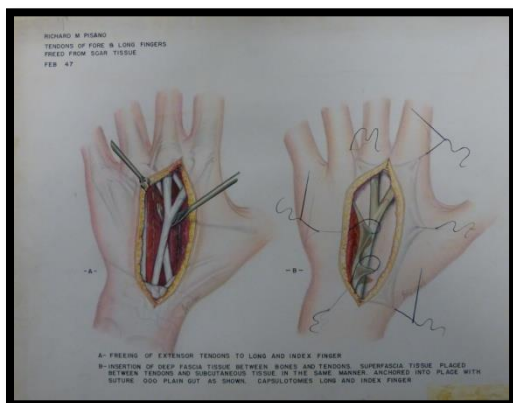 RICHARD M PISANO
TENDONS OF FORE & LONG FINGERS
FREED FROM SCAR TISSUE
FEB 47
-A-
-B-
A- FREEING OF EXTENSOR TENDONS TO LONG AND INDEX FINGER
B- INSERTION OF DEEP FASCIA TISSUE BETWEEN BONES AND TENDONS. SUPERFASCIA TISSUE PLACED
BETWEEN TENDONS AND SUBCUTANEOUS TISSUE IN THE SAME MANNER. ANCHORED INTO PLACE WITH
SUTURE 000 PLAIN GUT AS SHOWN. CAPSULOTOMIES LONG AND INDEX FINGER